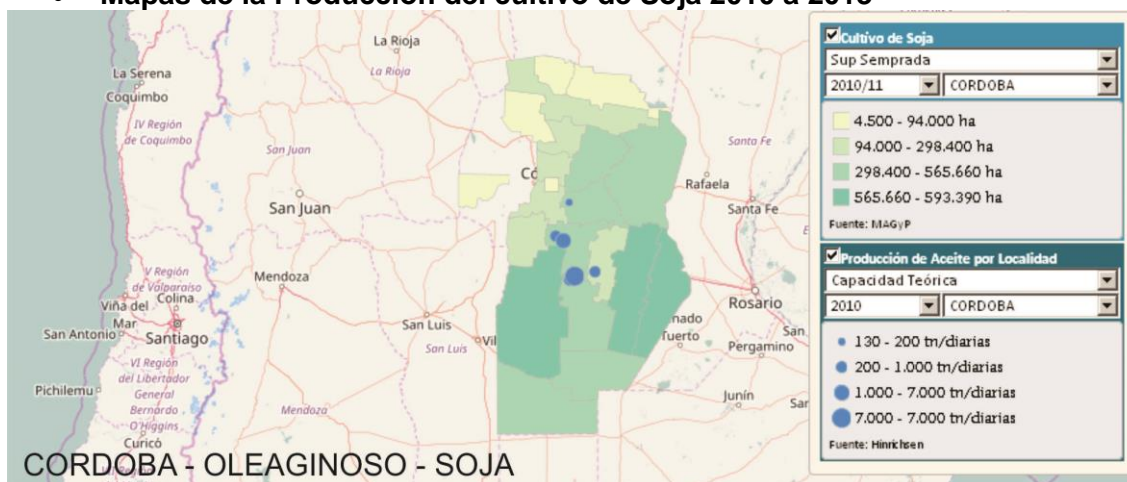 • Mapas de la Producción del cultivo de Soja 2010 a 2015
La Rioja
La Rioja
La Serena
Coquimbo
IV Región
de Coquimbo
San Juan
Santa Fe
Có
Rafaela
San Juan
Santa Fe
V Región
de Valparaíso
Mendoza
Viña del
Mar
Colina
San Antonio
Santiago
San Luis
San Luis
Vil
Rosario
nado
Tuerto
San
Pergamino
VI Región
del Libertador
General
Bernardo
O'Higgins
Pichilemu
Junín
Sar
Mendoza
Curicó
CORDOBA - OLEAGINOSO - SOJA
Cultivo de Soja
Sup Semprada
2010/11 CORDOBA
4.500 - 94.000 ha
94.000 - 298.400 ha
298.400 - 565.660 ha
565.660 - 593.390 ha
Fuente: MAGyP
Producción de Aceite por Localidad
Capacidad Teórica
2010 CORDOBA
130 - 200 tn/diarias
200 - 1.000 tn/diarias
1.000 - 7.000 tn/diarias
7.000 - 7.000 tn/diarias
Fuente: Hinrichsen